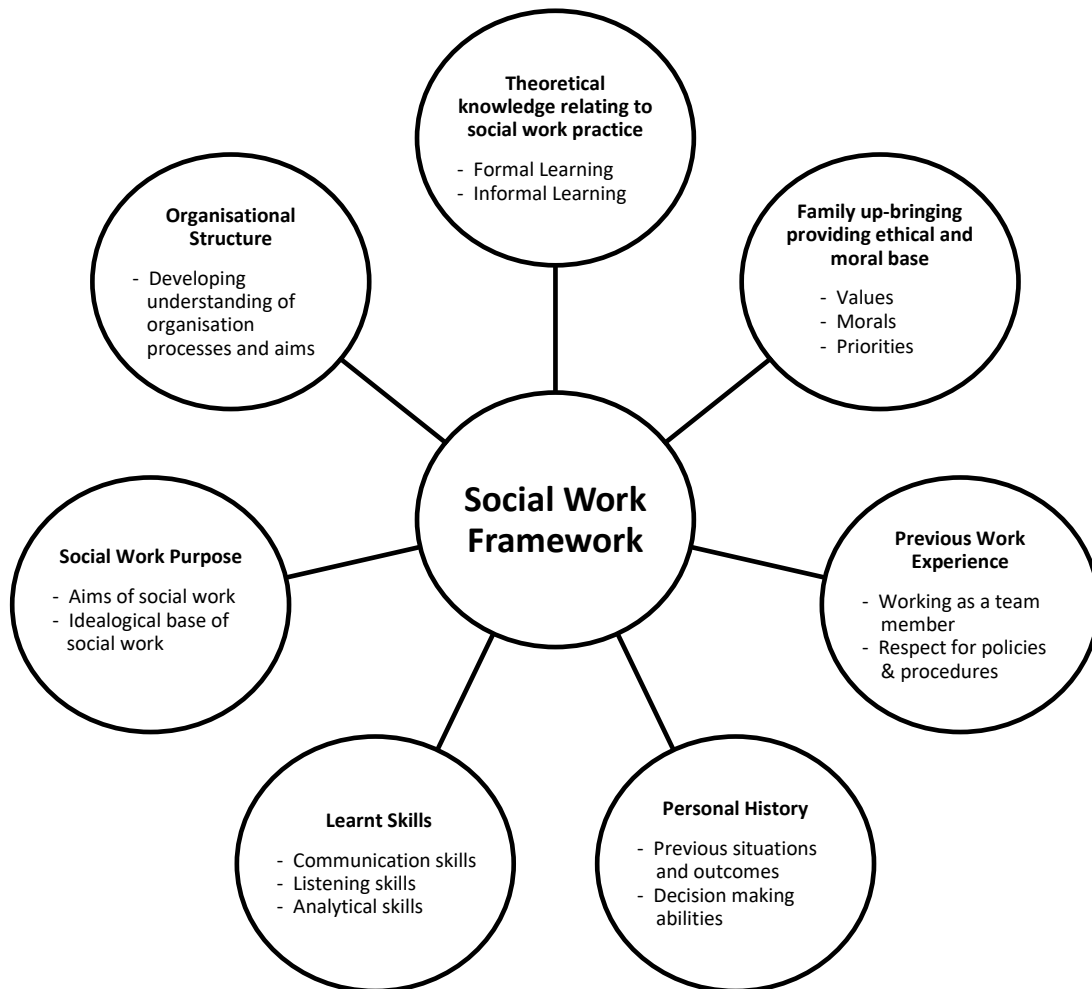 Theoretical
knowledge relating to
social work practice
- Formal Learning
- Informal Learning
Organisational
Structure
- Developing
understanding of
organisation
processes and aims
Family up-bringing
providing ethical and
moral base
- Values
- Morals
- Priorities
Social Work
Framework
Social Work Purpose
- Aims of social work
- Idealogical base of
social work
Previous Work
Experience
- Working as a team
member
- Respect for policies
& procedures
Learnt Skills
- Communication skills
- Listening skills
- Analytical skills
Personal History
- Previous situations
and outcomes
- Decision making
abilities